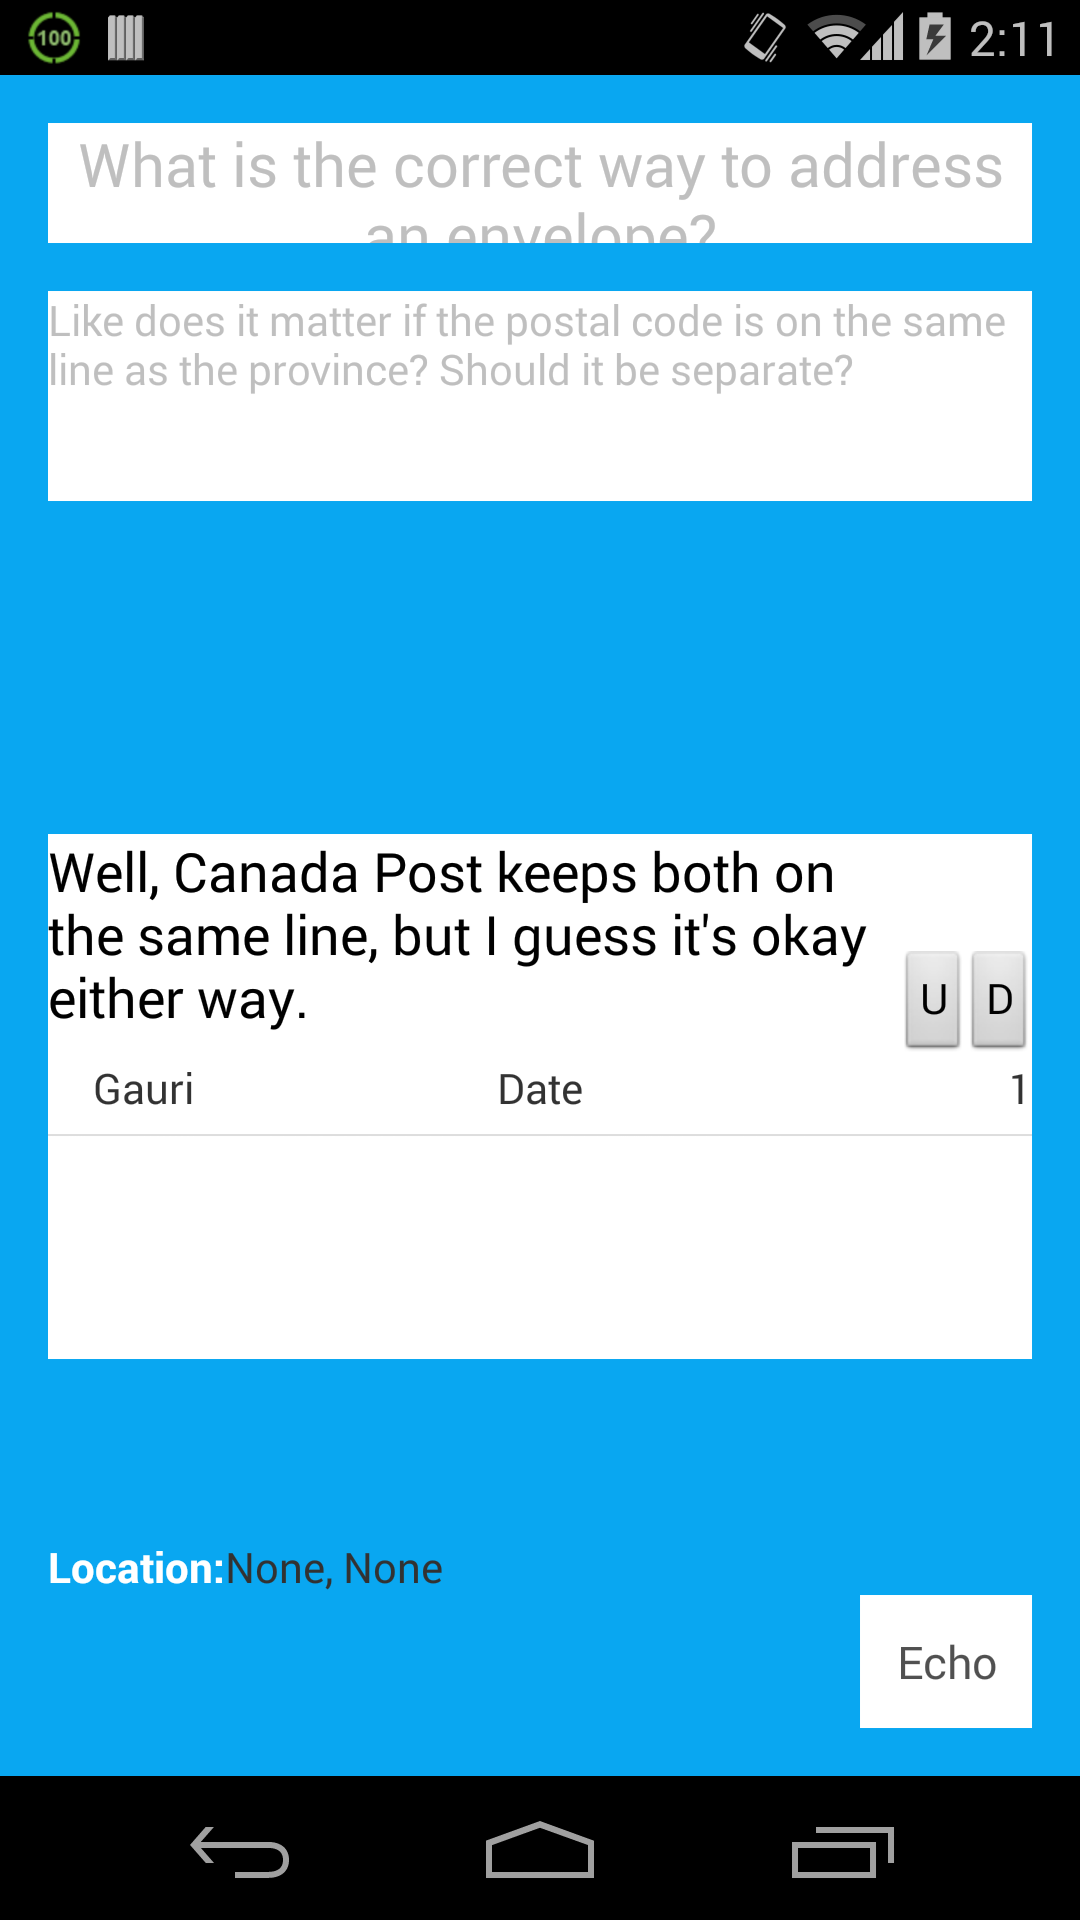 100
2:11
What is the correct way to address
an envelope?
Like does it matter if the postal code is on the same
line as the province? Should it be separate?
Well, Canada Post keeps both on
the same line, but I guess it's okay
either way.
U D
Gauri Date 1
Location:None, None
Echo